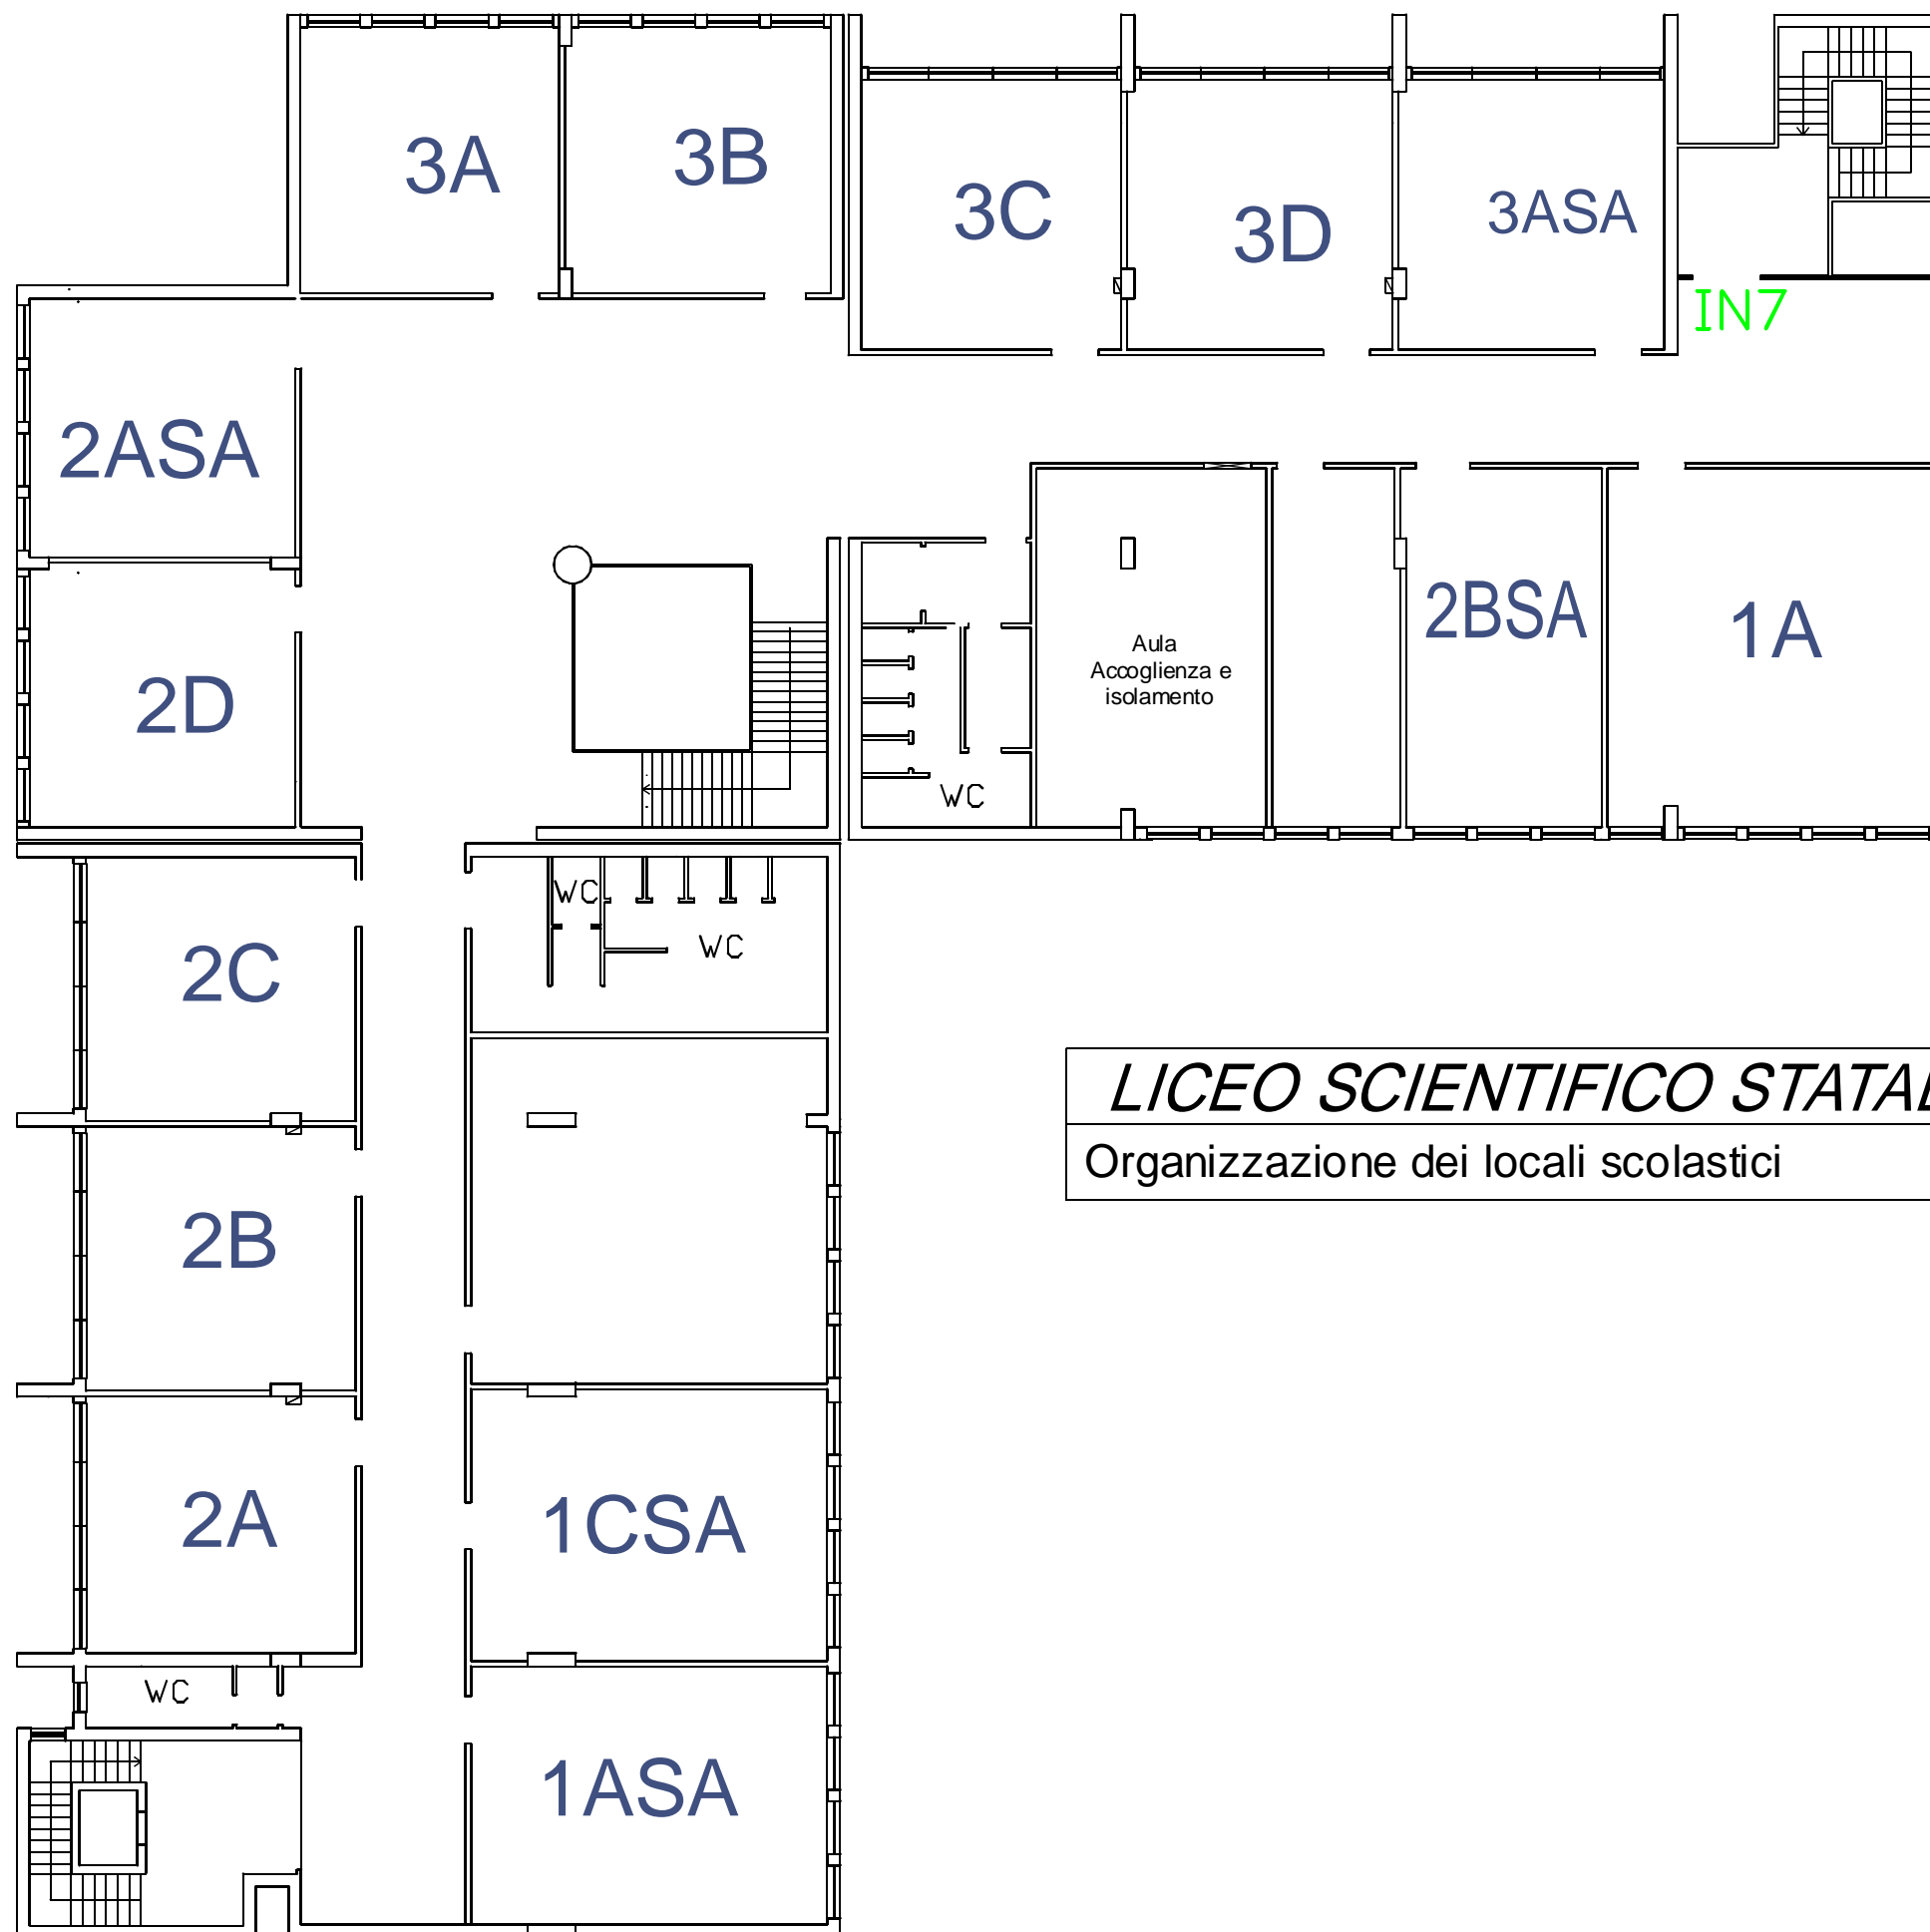 3A
3B
3C
3D
3ASA
IN7
2ASA
2D
Aula
Accoglienza e
isolamento
2BSA
1A
WC
WC
WC
2C
LICEO SCIENTIFICO STATAL
Organizzazione dei locali scolastici
2B
2A
1CSA
WC
1ASA